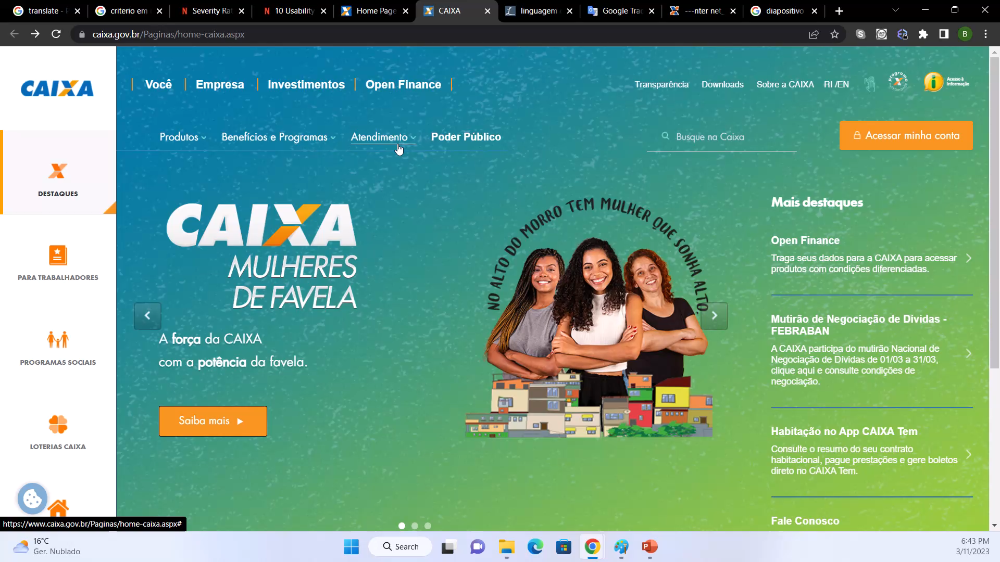 translate - F
criterio em
Severity Rat
10 Usability
Home Page
CAIXA
linguagem
Google Trac
---nter net_
diapositivo
caixa.gov.br/Paginas/home-caixa.aspx
B
CAIXA
Você
Empresa
Investimentos
Open Finance
Transparência
Downloads
Sobre a CAIXA
RI /EN
programa
INTEGRIDADE
Acesso à
Informação
Produtos
Benefícios e Programas
Atendimento
Poder Público
Busque na Caixa
Acessar minha conta
DESTAQUES
PARA TRABALHADORES
PROGRAMAS SOCIAIS
LOTERIAS CAIXA
CAIXA
MULHERES
DE FAVELA
A força da CAIXA
com a potência da favela.
Saiba mais
NO ALTO DO MORRO TEM MULHER QUE SONHA ALTO.
Mais destaques
Open Finance
Traga seus dados para a CAIXA para acessar
produtos com condições diferenciadas.
Mutirão de Negociação de Dívidas -
FEBRABAN
A CAIXA participa do mutirão Nacional de
Negociação de Dívidas de 01/03 a 31/03,
clique aqui e consulte condições de
negociação.
Habitação no App CAIXA Tem
Consulte o resumo do seu contrato
habitacional, pague prestações e gere boletos
direto no CAIXA Tem.
Fale Conosco
https://www.caixa.gov.br/Paginas/home-caixa.aspx#
16°C
Ger. Nublado
Search
6:43 PM
3/11/2023